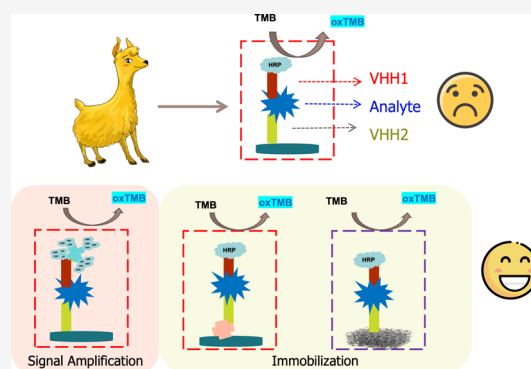 TMB
oxTMB
HRP
VHH1
Analyte
VHH2
TMB
oxTMB
TMB
oxTMB
TMB
oxTMB
HRP
HRP
Signal Amplification
Immobilization